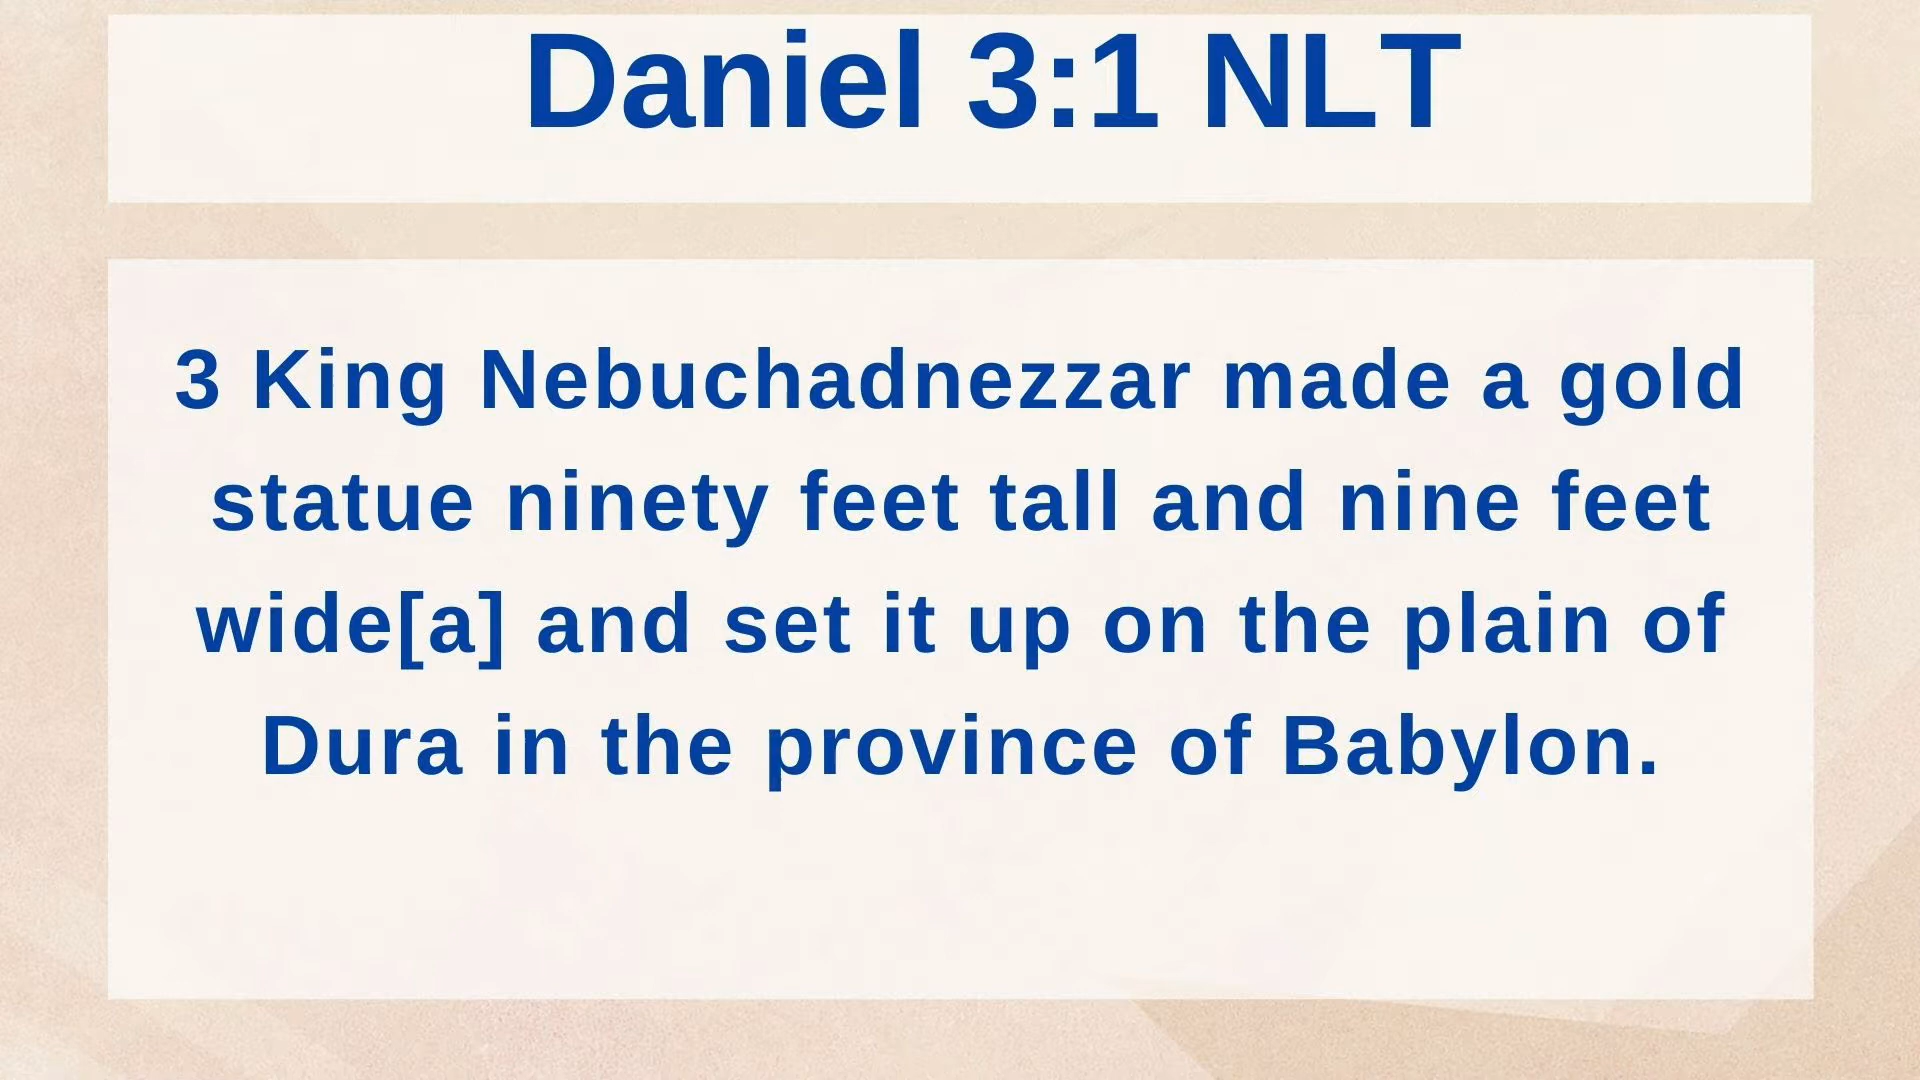 Daniel 3:1 NLT
3 King Nebuchadnezzar made a gold
statue ninety feet tall and nine feet
wide[a] and set it up on the plain of
Dura in the province of Babylon.